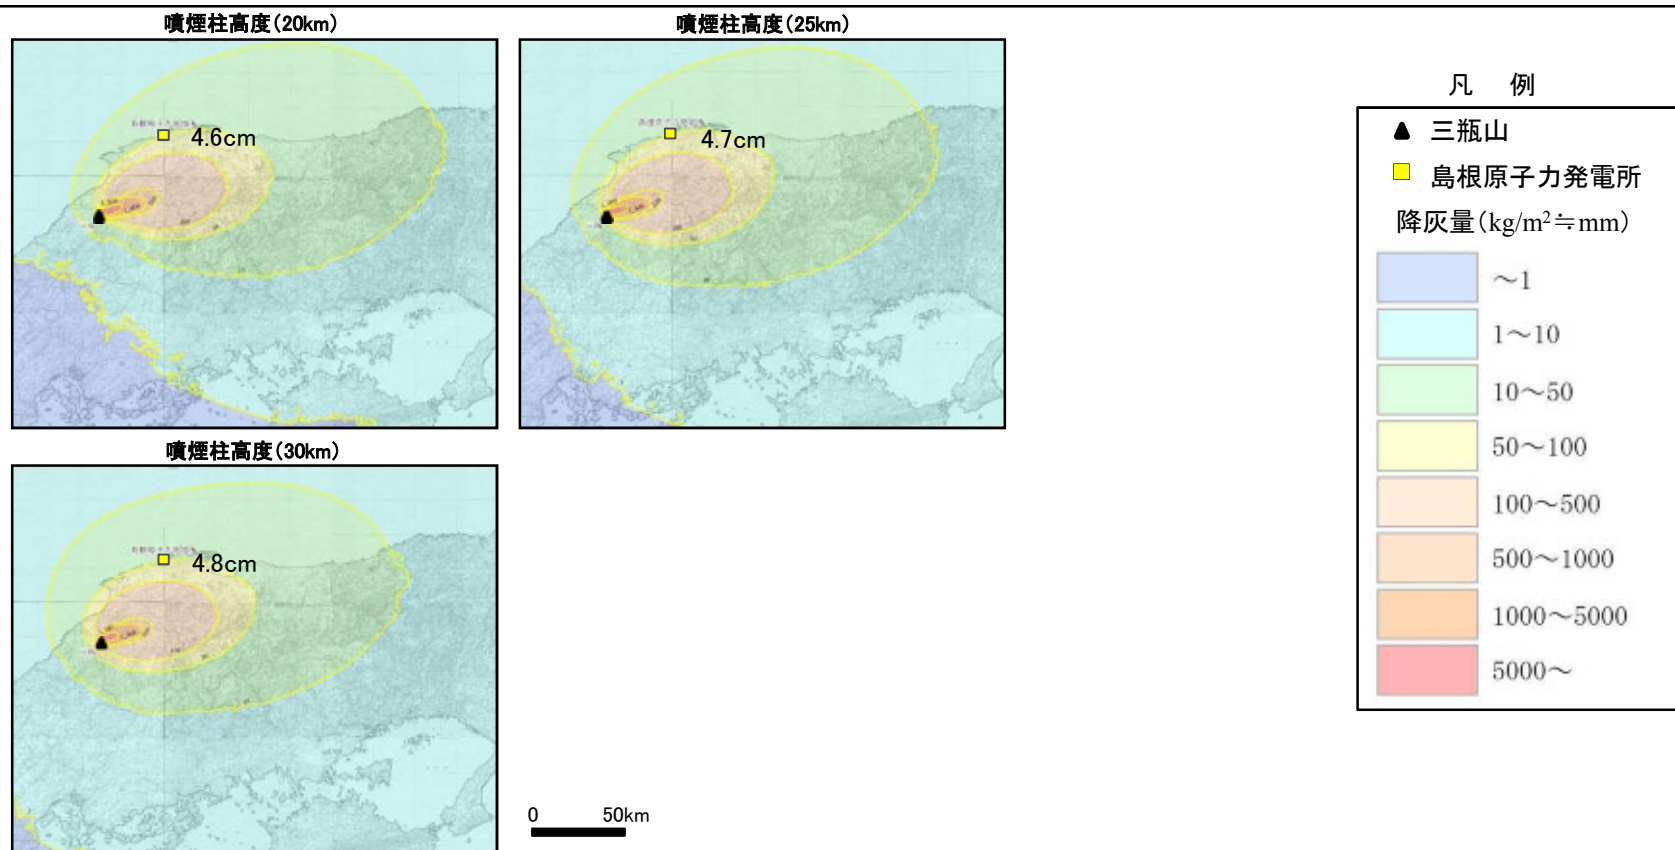 噴煙柱高度(20km)
噴煙柱高度(25km)
4.6cm
4.7cm
噴煙柱高度(30km)
4.8cm
0 50km
凡 例
三瓶山
島根原子力発電所
降灰量(kg/m²≒mm)
～1
1～10
10～50
50～100
100～500
500～1000
1000～5000
5000～